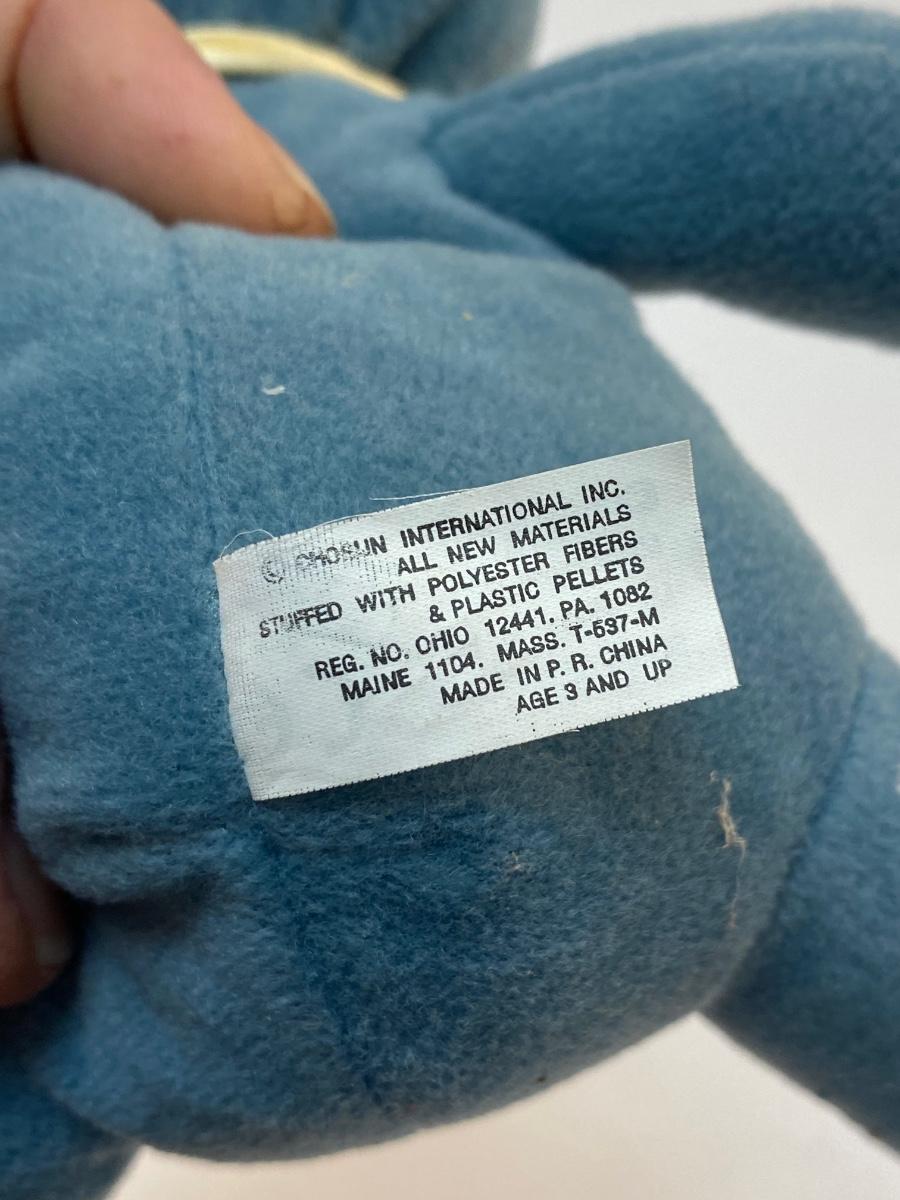 © CHOSUN INTERNATIONAL INC.
ALL NEW MATERIALS
STUFFED WITH POLYESTER FIBERS
& PLASTIC PELLETS
REG. NO. OHIO 12441. PA. 1082
MAINE 1104. MASS. T-537-M
MADE IN P. R. CHINA
AGE 3 AND UP